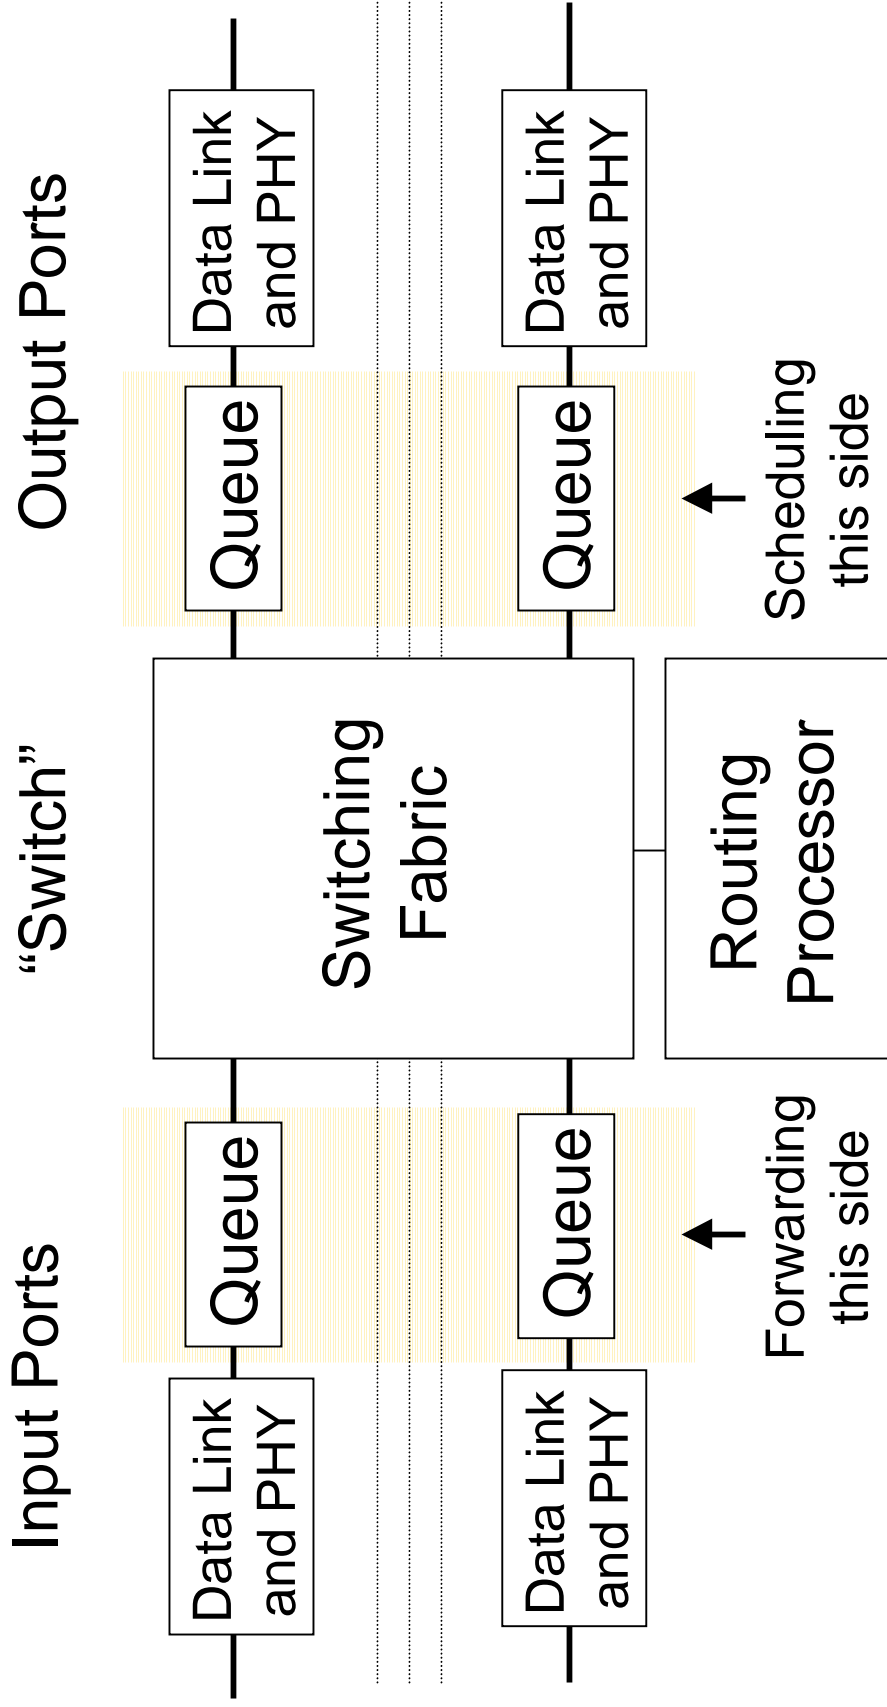 Input Ports
“Switch”
Output Ports
Data Link
and PHY
Queue
Switching
Fabric
Queue
Data Link
and PHY
Data Link
and PHY
Queue
Queue
Data Link
and PHY
Forwarding
this side
Routing
Processor
Scheduling
this side